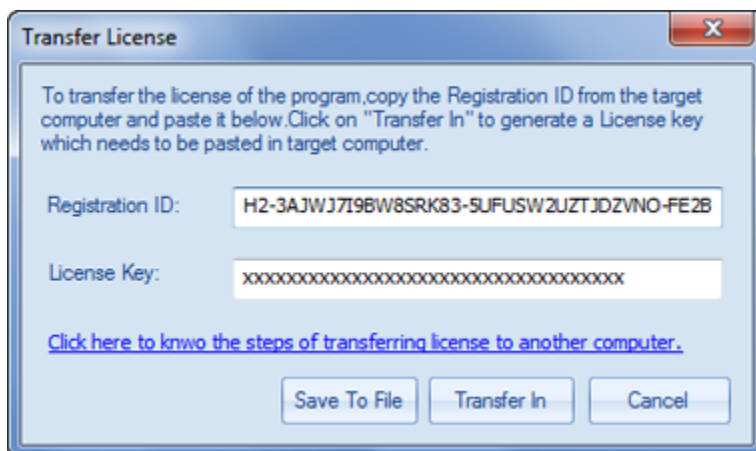 Transfer License
To transfer the license of the program,copy the Registration ID from the target
computer and paste it below.Click on "Transfer In" to generate a License key
which needs to be pasted in target computer.
Registration ID: H2-3AJWJ7I9BW8SRK83-5UFUSW2UZTJDZVNO-FE2B
License Key: xxxxxxxxxxxxxxxxxxxxxxxxxxxxxxxxxxx
Click here to knwo the steps of transferring license to another computer.
Save To File Transfer In Cancel